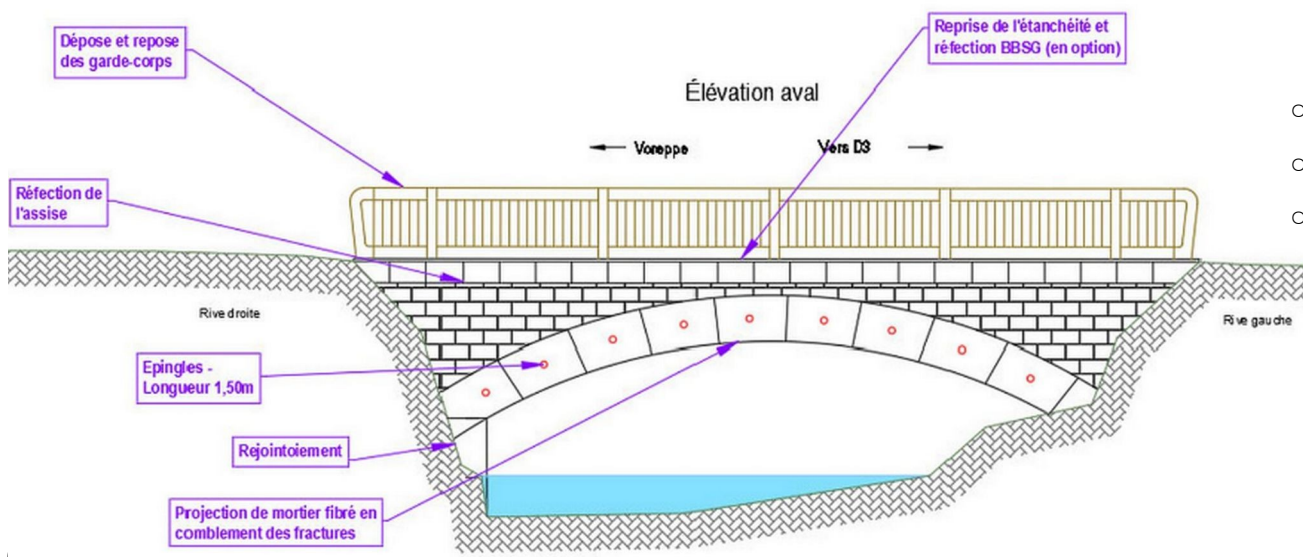 Dépose et repose
des garde-corps
Reprise de l'étanchéité et
réfection BBSG (en option)
Élévation aval
Voreppe
Vers D3
Réfection de
l'assise
Rive droite
Rive gauche
Epingles -
Longueur 1,50m
Rejointoiement
Projection de mortier fibré en
comblement des fractures